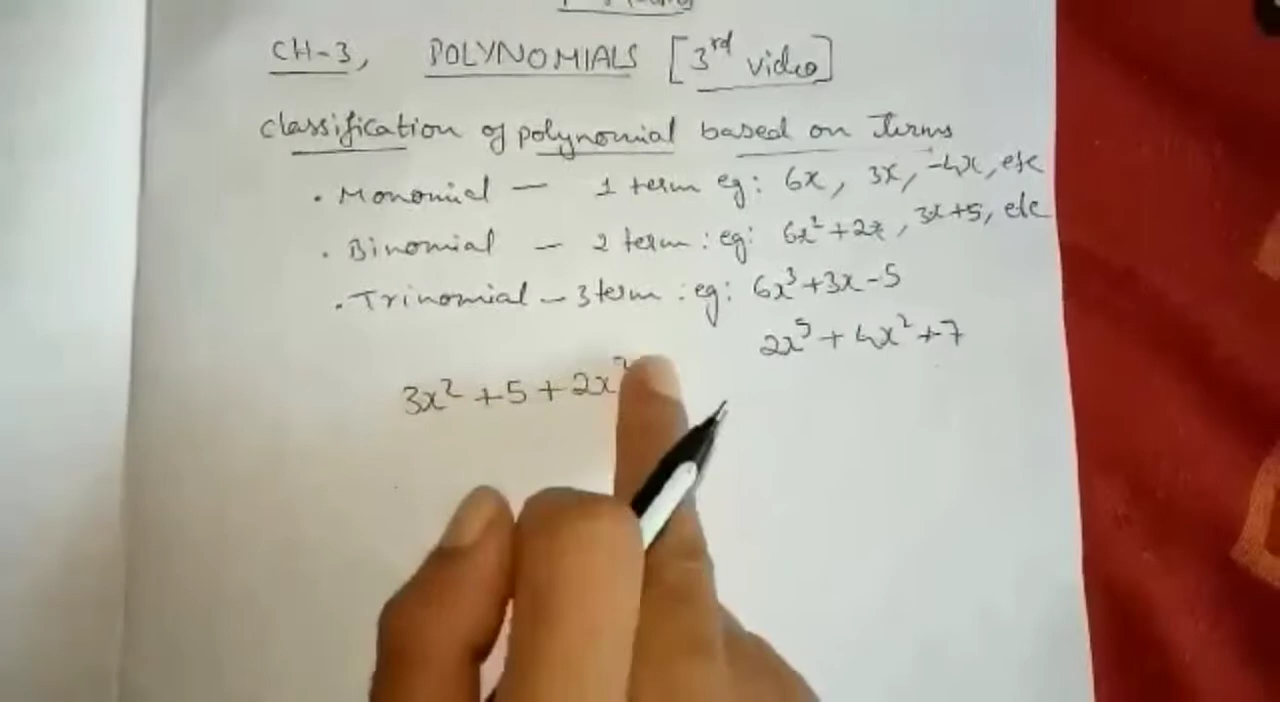 CH-3, POLYNOMIALS [3rd video]
classification of polynomial based on Terms
. Monomial — 1 term eg: 6x, 3x, -4x, etc
. Binomial — 2 term : eg: 6x² + 2x, 3x+5, etc
. Trinomial — 3 term : eg: 6x³+3x-5
2x⁵ + 4x² + 7
3x² + 5 + 2x